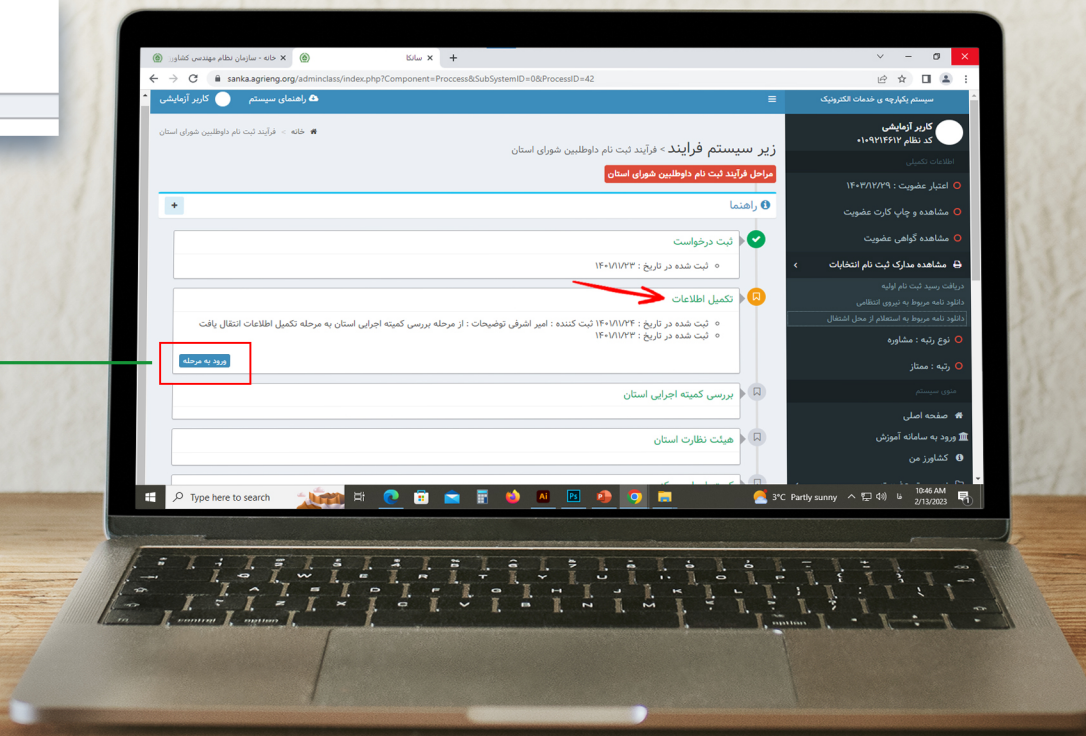 خانه - سازمان نظام مهندسی کشاورز
سانکا
sanka.agrieng.org/adminclass/index.php?Component=Proccess&SubSystemID=0&ProcessID=42
سیستم یکپارچه ی خدمات الکترونیک
راهنمای سیستم
کاربر آزمایشی
کاربر آزمایشی
کد نظام ۰۱۰۹۲۱۴۶۱۲
اطلاعات تکمیلی
اعتبار عضویت : ۱۴۰۳/۱۲/۲۹
مشاهده و چاپ کارت عضویت
مشاهده گواهی عضویت
مشاهده مدارک ثبت نام انتخابات
دریافت رسید ثبت نام اولیه
دانلود نامه مربوط به نیروی انتظامی
دانلود نامه مربوط به استعلام از محل اشتغال
نوع رتبه : مشاوره
رتبه : ممتاز
منوی سیستم
صفحه اصلی
ورود به سامانه آموزش
کشاورز من
خانه > فرآیند ثبت نام داوطلبین شورای استان
زیر سیستم فرایند > فرآیند ثبت نام داوطلبین شورای استان
مراحل فرآیند ثبت نام داوطلبین شورای استان
راهنما
+
ثبت درخواست
ثبت شده در تاریخ : ۱۴۰۱/۱۱/۲۳
تکمیل اطلاعات
ثبت شده در تاریخ : ۱۴۰۱/۱۱/۲۴ ثبت کننده : امیر اشرفی توضیحات : از مرحله بررسی کمیته اجرایی استان به مرحله تکمیل اطلاعات انتقال یافت
ثبت شده در تاریخ : ۱۴۰۱/۱۱/۲۳
ورود به مرحله
بررسی کمیته اجرایی استان
هیئت نظارت استان
Type here to search
Ai
Ps
3°C Partly sunny
فا
10:46 AM
2/13/2023
Q W E R T Y U I O P
A S D F G H J K L
Z X C V B N M
control option
option